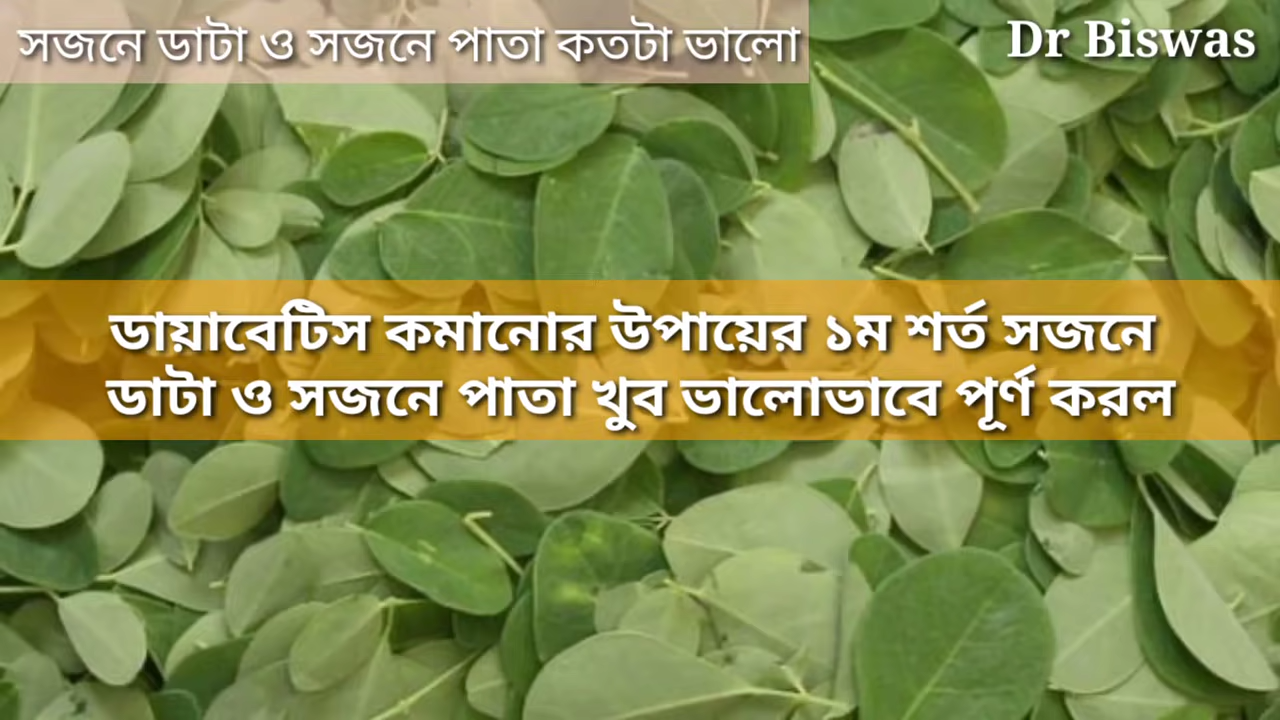 সজনে ডাটা ও সজনে পাতা কতটা ভালো
Dr Biswas
ডায়াবেটিস কমানোর উপায়ের ১ম শর্ত সজনে
ডাটা ও সজনে পাতা খুব ভালোভাবে পূর্ণ করল